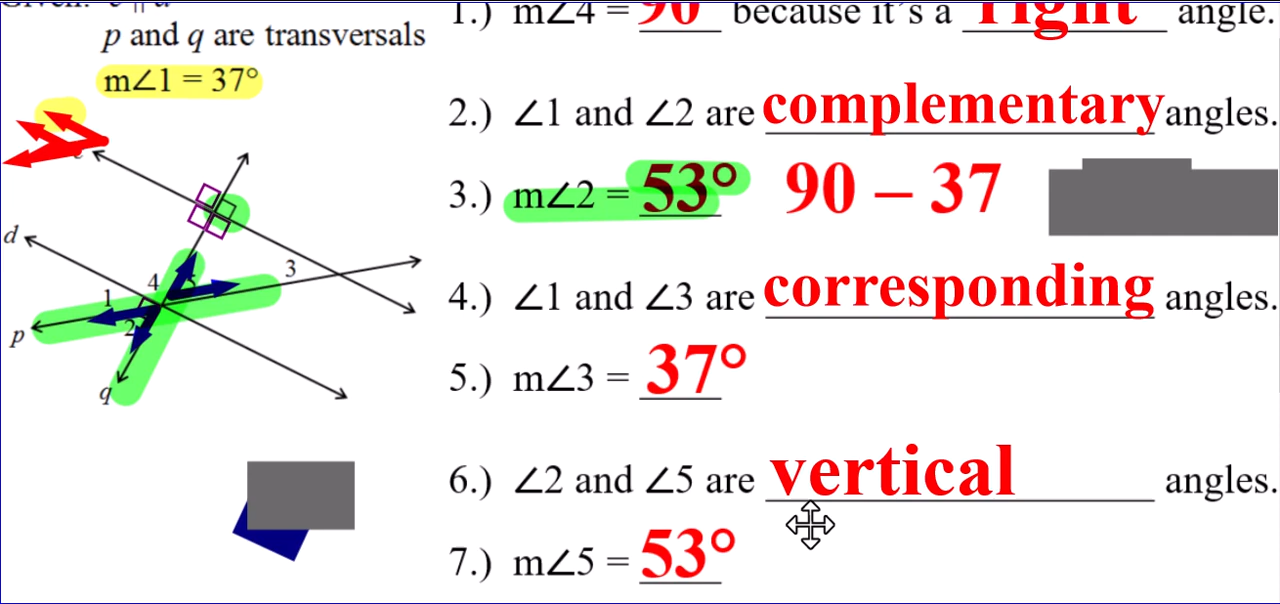 Given: e || d
p and q are transversals
m∠1 = 37°
d
p
q
1
4
2
3
1.) m∠4 = 90 because it's a right angle.
2.) ∠1 and ∠2 are complementary angles.
3.) m∠2 = 53° 90 – 37
4.) ∠1 and ∠3 are corresponding angles.
5.) m∠3 = 37°
6.) ∠2 and ∠5 are vertical angles.
7.) m∠5 = 53°